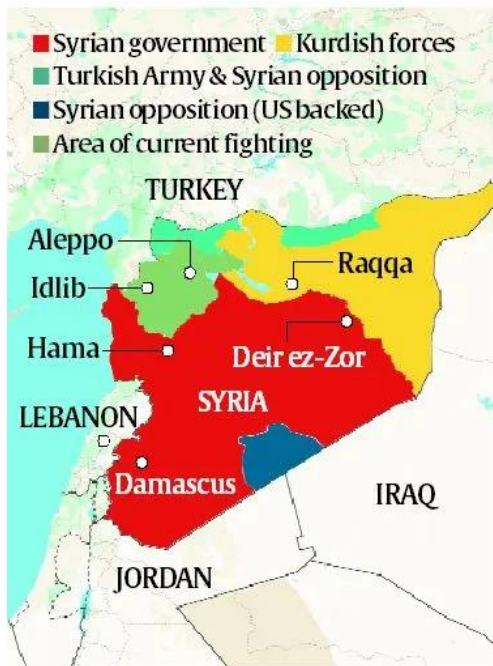 Syrian government Kurdish forces
Turkish Army & Syrian opposition
Syrian opposition (US backed)
Area of current fighting
TURKEY
Aleppo
Raqqa
Idlib
Hama
Deir ez-Zor
SYRIA
LEBANON
Damascus
IRAQ
JORDAN